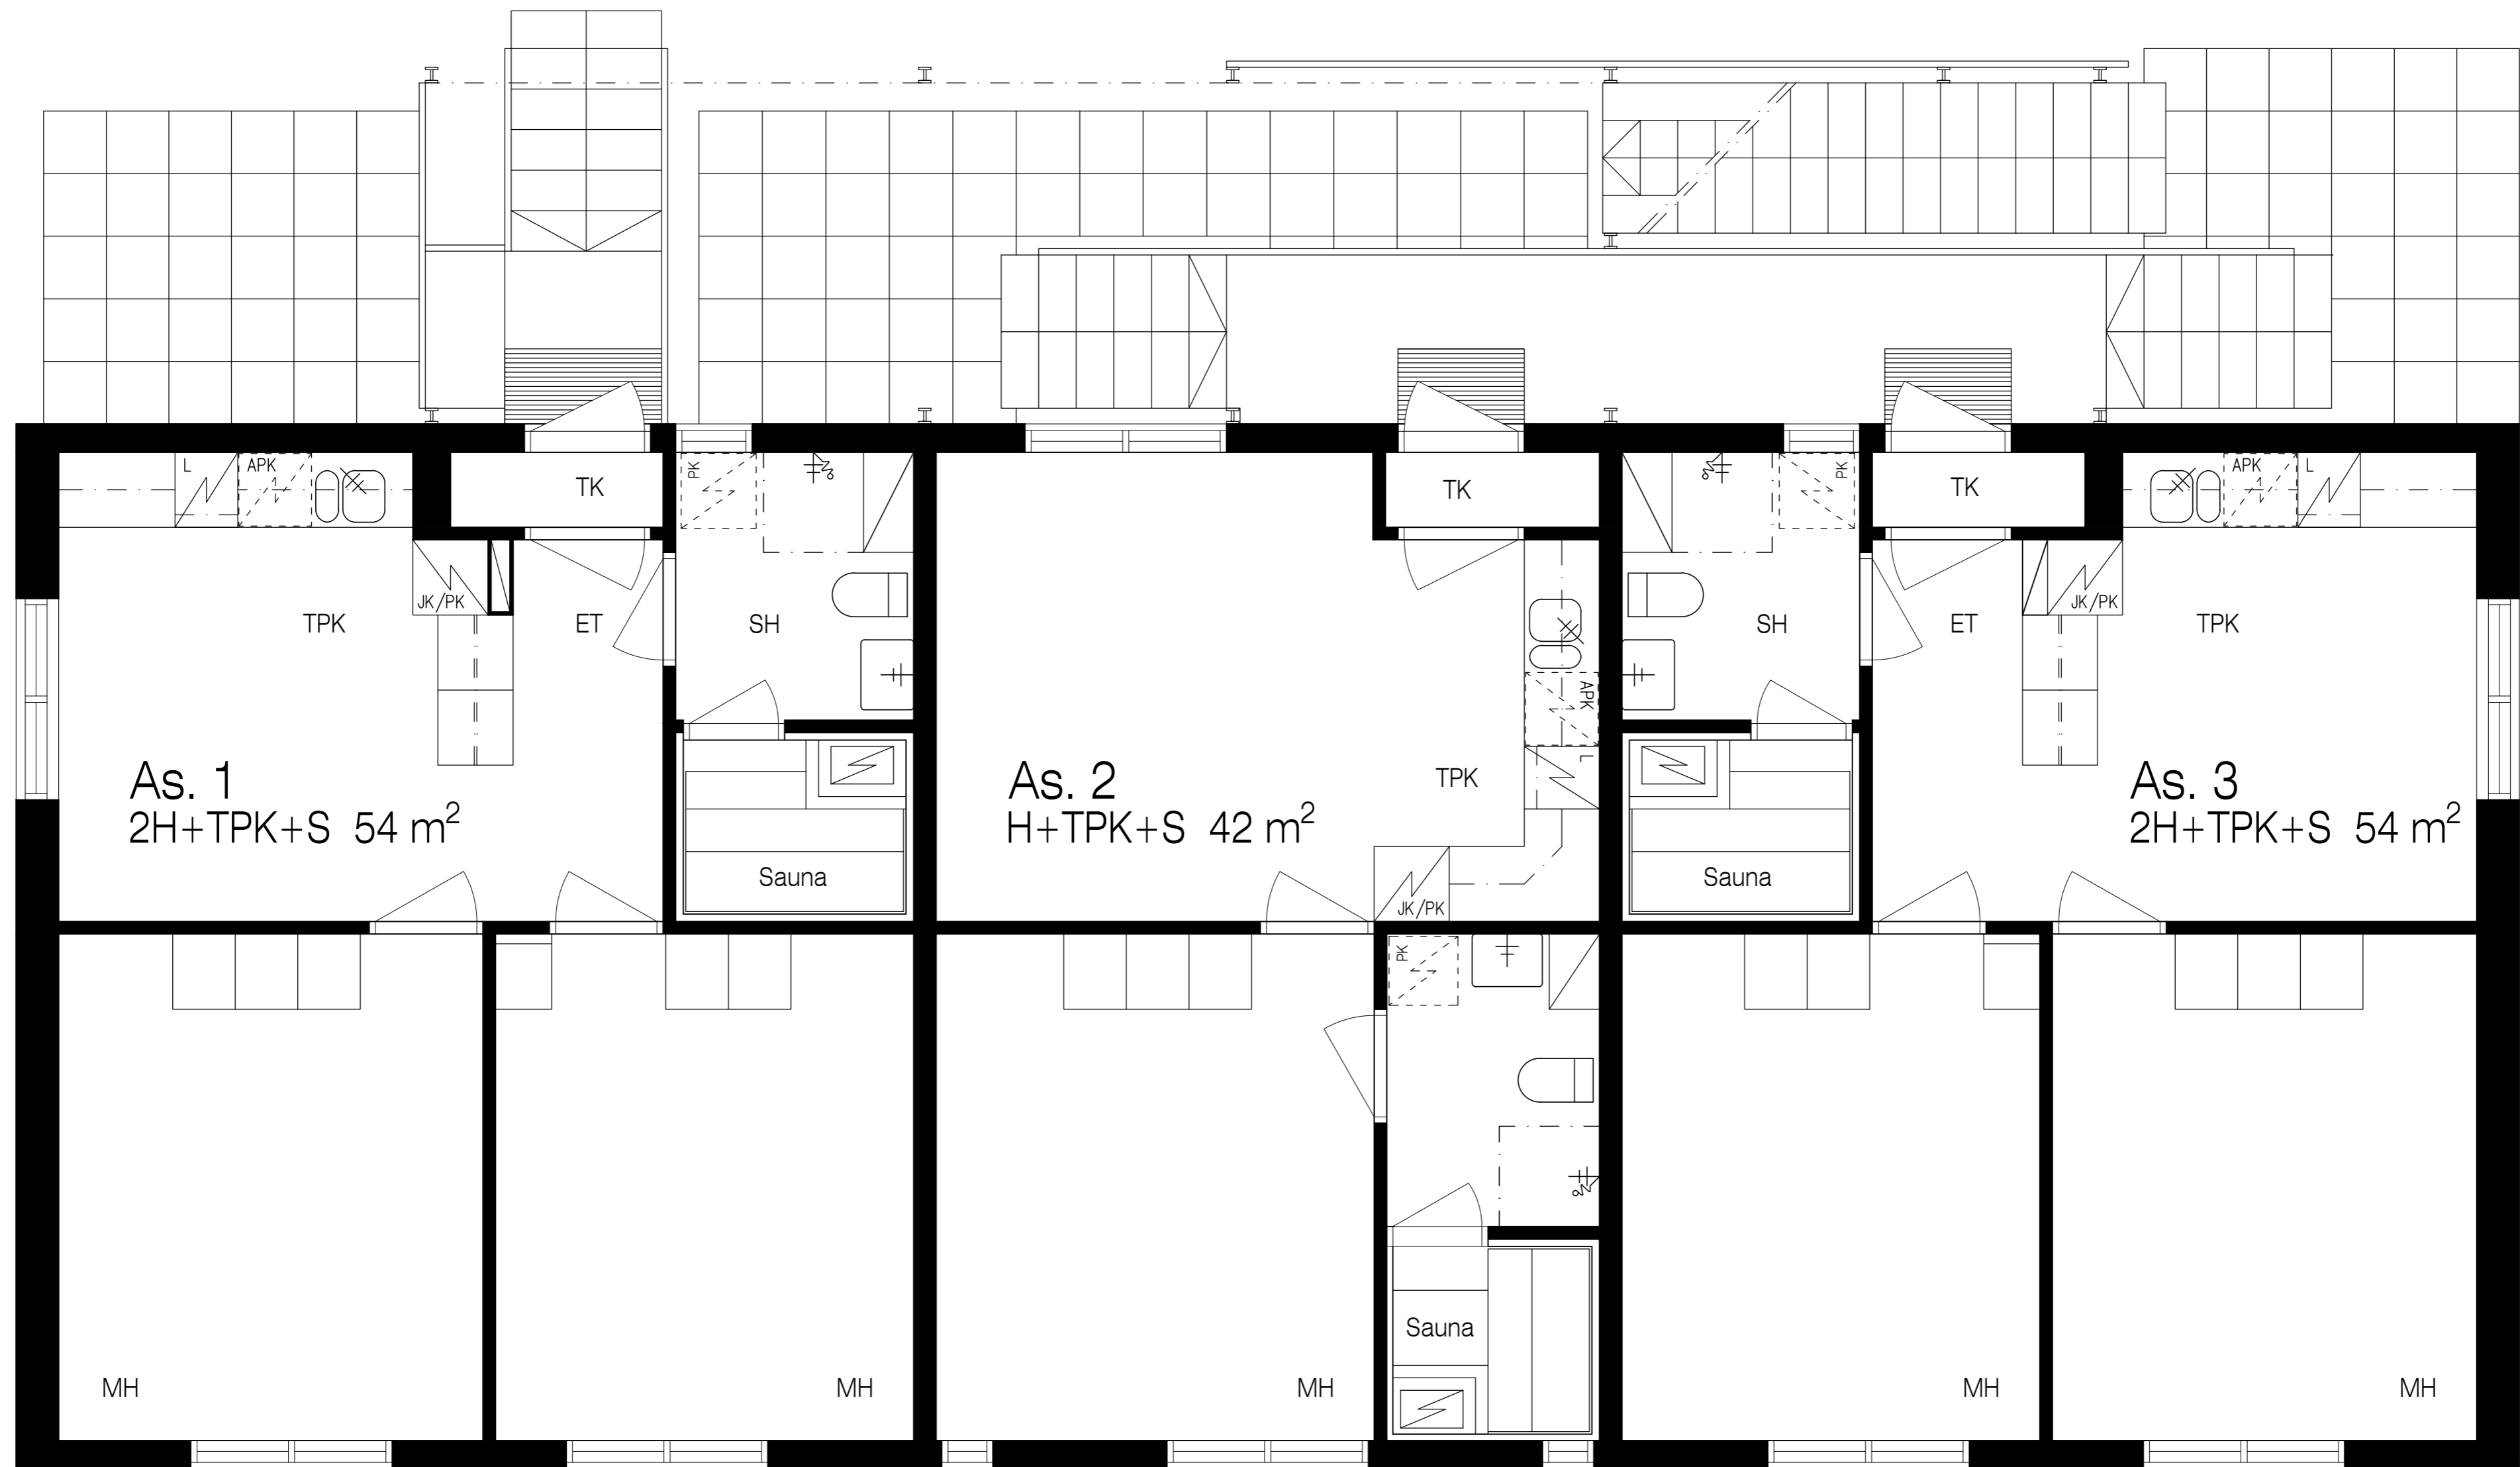 L
APK
TK
PK
TK
PK
TK
APK
L
JK/PK
TPK
ET
SH
SH
ET
JK/PK
TPK
APK
L
As. 1
2H+TPK+S 54 m²
As. 2
H+TPK+S 42 m²
TPK
As. 3
2H+TPK+S 54 m²
Sauna
JK/PK
Sauna
PK
Sauna
MH
MH
MH
MH
MH